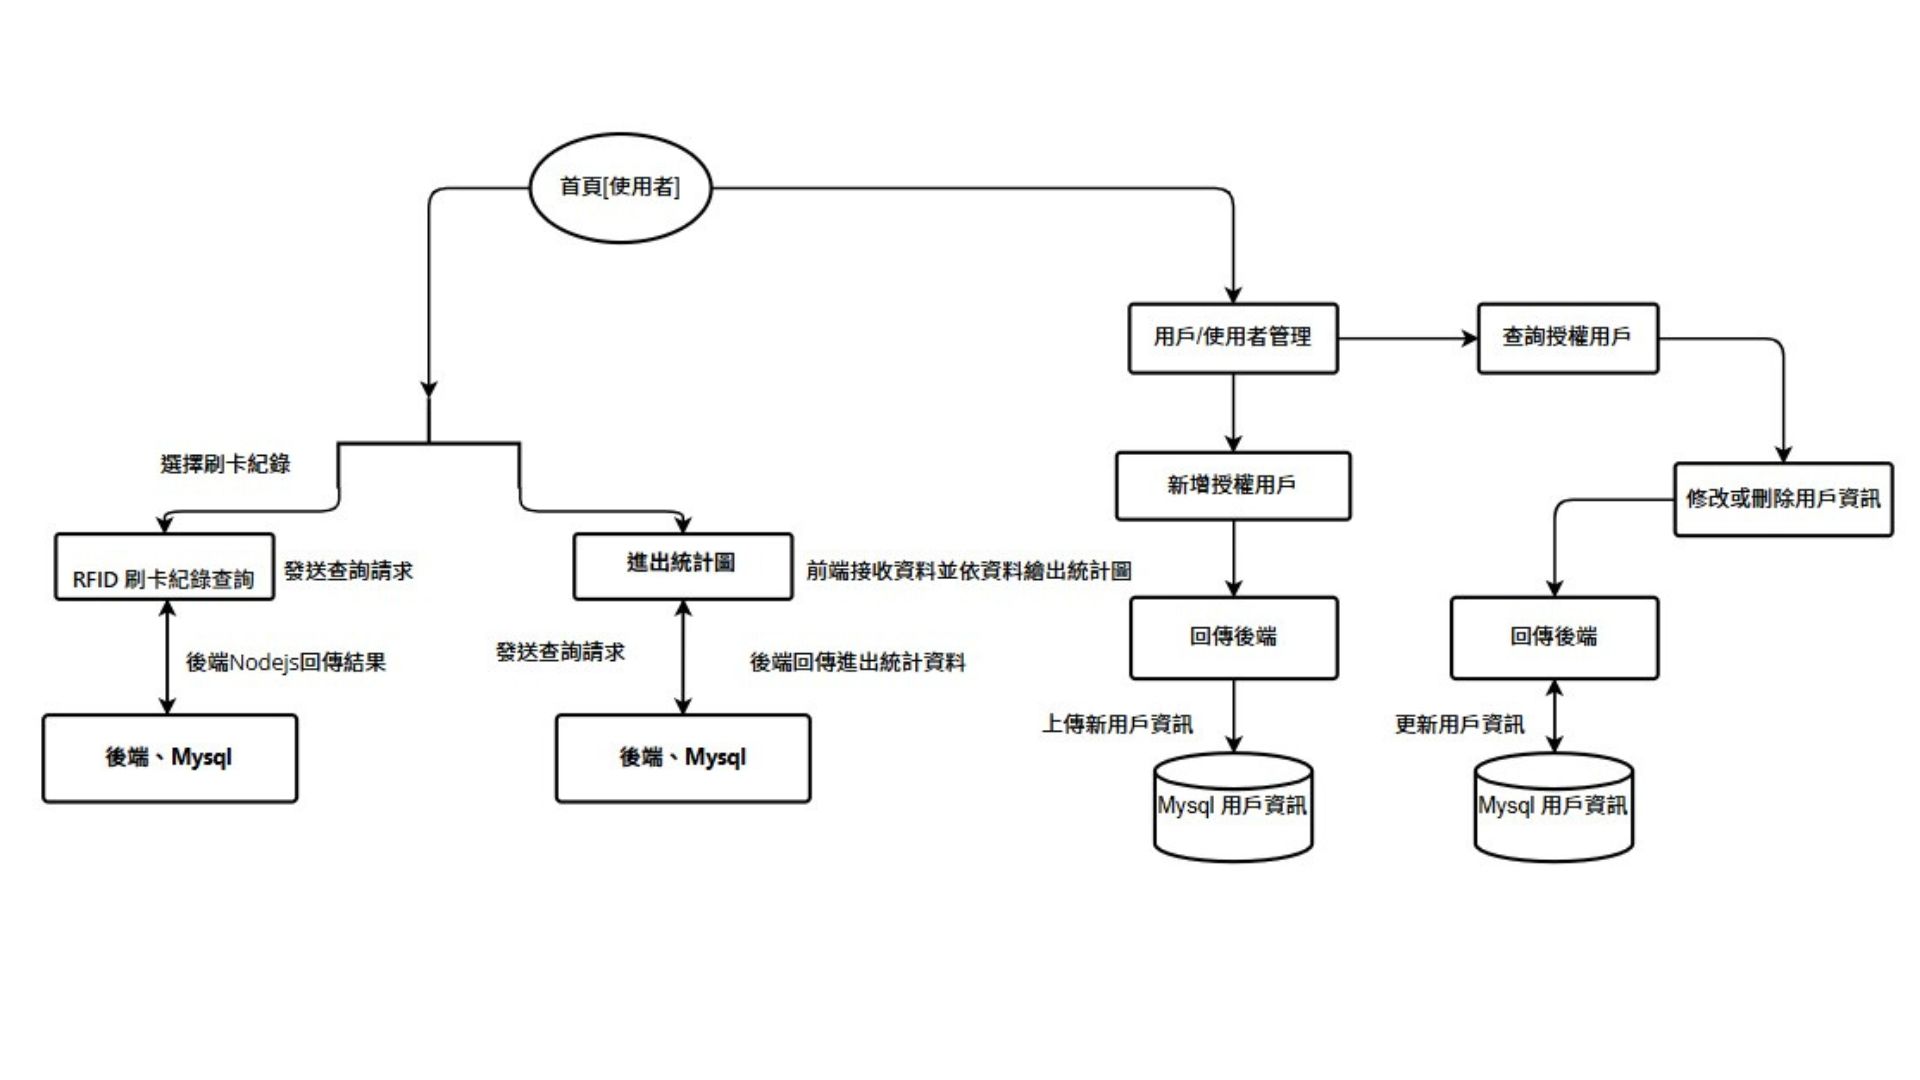 首頁[使用者]
用戶/使用者管理
查詢授權用戶
選擇刷卡紀錄
新增授權用戶
修改或刪除用戶資訊
RFID 刷卡紀錄查詢
發送查詢請求
進出統計圖
前端接收資料並依資料繪出統計圖
回傳後端
回傳後端
後端Nodejs回傳結果
發送查詢請求
後端回傳進出統計資料
上傳新用戶資訊
更新用戶資訊
後端、Mysql
後端、Mysql
Mysql 用戶資訊
Mysql 用戶資訊